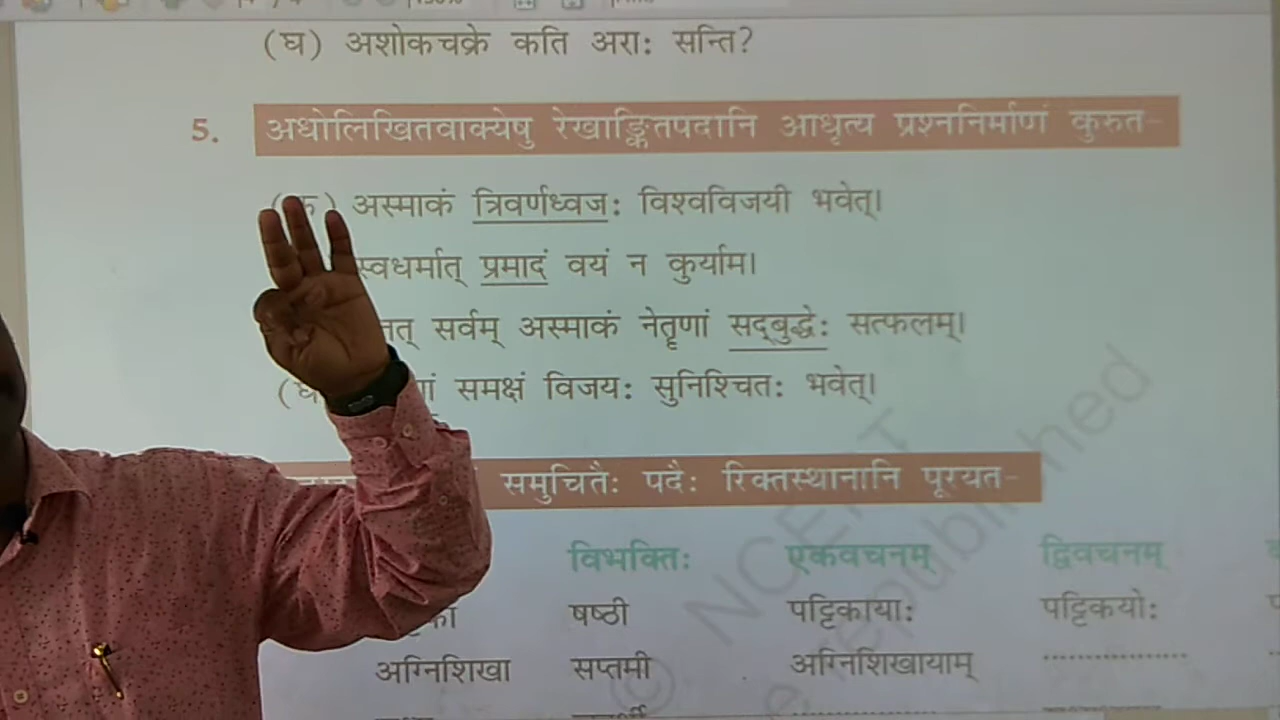 (घ) अशोकचक्रे कति अराः सन्ति?
5. अधोलिखितवाक्येषु रेखाङ्कितपदानि आधृत्य प्रश्ननिर्माणं कुरुत-
(क) अस्माकं त्रिवर्णध्वजः विश्वविजयी भवेत्।
स्वधर्मात् प्रमादं वयं न कुर्याम।
सर्वम् अस्माकं नेतॄणां सद्बुद्धेः सत्फलम्।
समक्षं विजयः सुनिश्चितः भवेत्।
समुचितैः पदैः रिक्तस्थानानि पूरयत-
विभक्तिः एकवचनम् द्विवचनम्
षष्ठी पट्टिकायाः पट्टिकयोः
अग्निशिखा सप्तमी अग्निशिखायाम् ................
© NCERT
republished